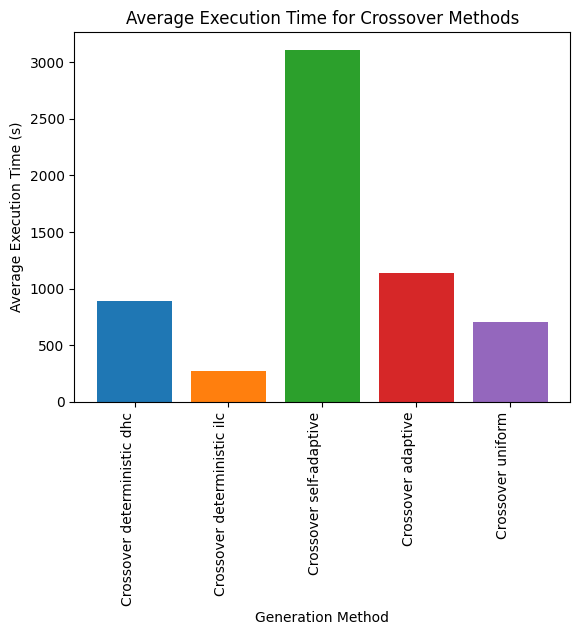 Average Execution Time for Crossover Methods
Average Execution Time (s)
3000
2500
2000
1500
1000
500
0
Crossover deterministic dhc
Crossover deterministic ilc
Crossover self-adaptive
Crossover adaptive
Crossover uniform
Generation Method